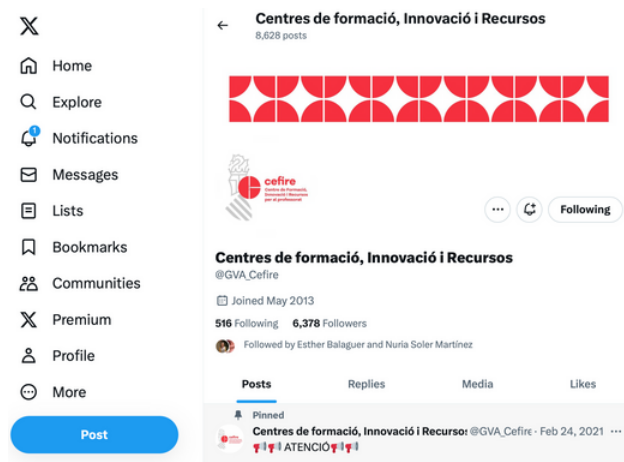 Home
Explore
1
Notifications
Messages
Lists
Bookmarks
Communities
Premium
Profile
More
Post
Centres de formació, Innovació i Recursos
8,628 posts
cefire
Centre de Formació,
Innovació i Recursos
per al professorat
Following
Centres de formació, Innovació i Recursos
@GVA_Cefire
Joined May 2013
516 Following 6,378 Followers
Followed by Esther Balaguer and Nuria Soler Martínez
Posts Replies Media Likes
Pinned
Centres de formació, Innovació i Recursos @GVA_Cefire · Feb 24, 2021 ···
📢📢 ATENCIÓ📢📢